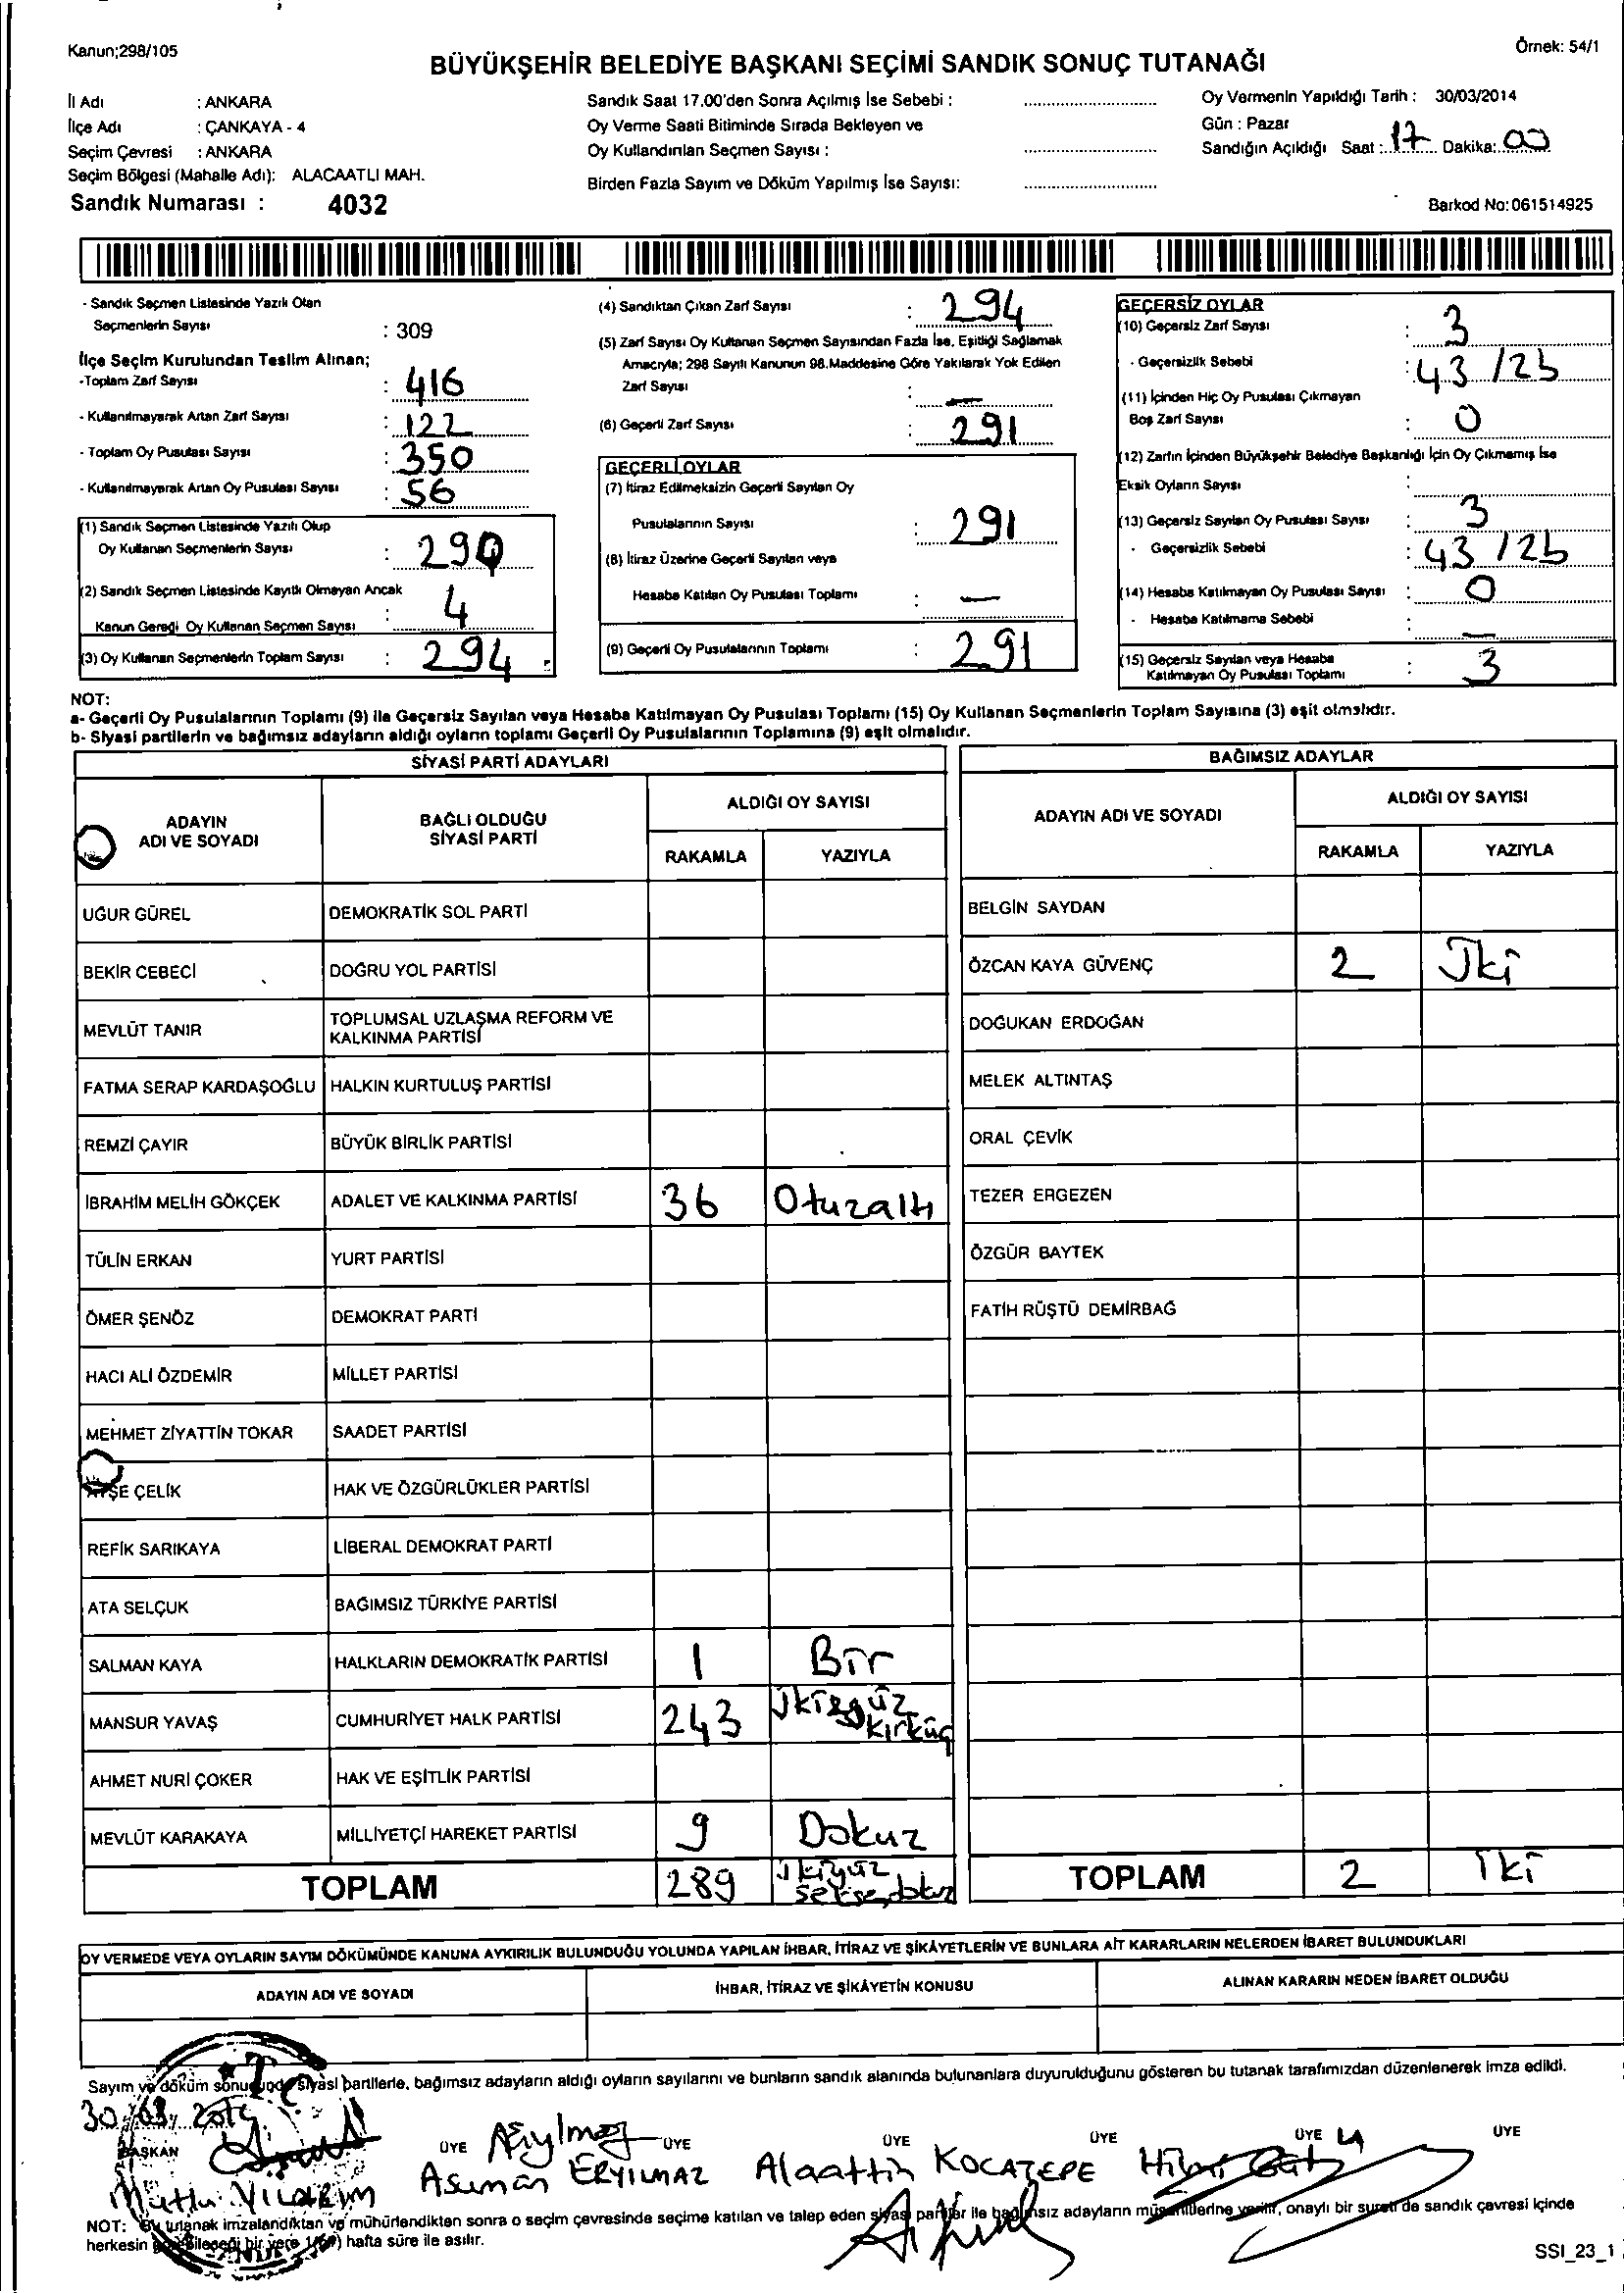 Kanun;298/105
Örnek: 54/1
BÜYÜKŞEHİR BELEDİYE BAŞKANI SEÇİMİ SANDIK SONUÇ TUTANAĞI
İl Adı : ANKARA
İlçe Adı : ÇANKAYA - 4
Seçim Çevresi : ANKARA
Seçim Bölgesi (Mahalle Adı): ALACAATLI MAH.
Sandık Numarası : 4032
Sandık Saat 17.00'den Sonra Açılmış İse Sebebi :
Oy Verme Saati Bitiminde Sırada Bekleyen ve
Oy Kullandırılan Seçmen Sayısı :
Birden Fazla Sayım ve Döküm Yapılmış İse Sayısı:
Oy Vermenin Yapıldığı Tarih : 30/03/2014
Gün : Pazar
Sandığın Açıldığı Saat : 17 Dakika: 00
Barkod No:061514925
- Sandık Seçmen Listesinde Yazılı Olan
Seçmenlerin Sayısı : 309
İlçe Seçim Kurulundan Teslim Alınan;
-Toplam Zarf Sayısı : 416
- Kullanılmayarak Artan Zarf Sayısı : 122
- Toplam Oy Pusulası Sayısı : 350
- Kullanılmayarak Artan Oy Pusulası Sayısı : 56
(1) Sandık Seçmen Listesinde Yazılı Olup
Oy Kullanan Seçmenlerin Sayısı : 290
(2) Sandık Seçmen Listesinde Kayıtlı Olmayan Ancak
Kanun Gereği Oy Kullanan Seçmen Sayısı : 4
(3) Oy Kullanan Seçmenlerin Toplam Sayısı : 294
(4) Sandıktan Çıkan Zarf Sayısı : 294
(5) Zarf Sayısı Oy Kullanan Seçmen Sayısından Fazla İse, Eşitliği Sağlamak
Amacıyla; 298 Sayılı Kanunun 98.Maddesine Göre Yakılarak Yok Edilen
Zarf Sayısı : —
(6) Geçerli Zarf Sayısı : 291
GEÇERLİ OYLAR
(7) İtiraz Edilmeksizin Geçerli Sayılan Oy
Pusulalarının Sayısı : 291
(8) İtiraz Üzerine Geçerli Sayılan veya
Hesaba Katılan Oy Pusulası Toplamı : —
(9) Geçerli Oy Pusulalarının Toplamı : 291
GEÇERSİZ OYLAR
(10) Geçersiz Zarf Sayısı : 3
- Geçersizlik Sebebi : 43 /2b
(11) İçinden Hiç Oy Pusulası Çıkmayan
Boş Zarf Sayısı : 0
(12) Zarfın İçinden Büyükşehir Belediye Başkanlığı İçin Oy Çıkmamış İse
Eksik Oyların Sayısı :
(13) Geçersiz Sayılan Oy Pusulası Sayısı : 3
- Geçersizlik Sebebi : 43 /2b
(14) Hesaba Katılmayan Oy Pusulası Sayısı : 0
- Hesaba Katılmama Sebebi : —
(15) Geçersiz Sayılan veya Hesaba
Katılmayan Oy Pusulası Toplamı : 3
NOT:
a- Geçerli Oy Pusulalarının Toplamı (9) ile Geçersiz Sayılan veya Hesaba Katılmayan Oy Pusulası Toplamı (15) Oy Kullanan Seçmenlerin Toplam Sayısına (3) eşit olmalıdır.
b- Siyasi partilerin ve bağımsız adayların aldığı oyların toplamı Geçerli Oy Pusulalarının Toplamına (9) eşit olmalıdır.
SİYASİ PARTİ ADAYLARI
ADAYIN
ADI VE SOYADI
BAĞLI OLDUĞU
SİYASİ PARTİ
ALDIĞI OY SAYISI
RAKAMLA YAZIYLA
UĞUR GÜREL DEMOKRATİK SOL PARTİ
BEKİR CEBECİ DOĞRU YOL PARTİSİ
MEVLÜT TANIR TOPLUMSAL UZLAŞMA REFORM VE
KALKINMA PARTİSİ
FATMA SERAP KARDAŞOĞLU HALKIN KURTULUŞ PARTİSİ
REMZİ ÇAYIR BÜYÜK BİRLİK PARTİSİ
İBRAHİM MELİH GÖKÇEK ADALET VE KALKINMA PARTİSİ 36 Otuzaltı
TÜLİN ERKAN YURT PARTİSİ
ÖMER ŞENÖZ DEMOKRAT PARTİ
HACI ALİ ÖZDEMİR MİLLET PARTİSİ
MEHMET ZİYATTİN TOKAR SAADET PARTİSİ
AYŞE ÇELİK HAK VE ÖZGÜRLÜKLER PARTİSİ
REFİK SARIKAYA LİBERAL DEMOKRAT PARTİ
ATA SELÇUK BAĞIMSIZ TÜRKİYE PARTİSİ
SALMAN KAYA HALKLARIN DEMOKRATİK PARTİSİ 1 Bir
MANSUR YAVAŞ CUMHURİYET HALK PARTİSİ 243 ikiyüz kırküç
AHMET NURİ ÇOKER HAK VE EŞİTLİK PARTİSİ
MEVLÜT KARAKAYA MİLLİYETÇİ HAREKET PARTİSİ 9 Dokuz
TOPLAM 289 ikiyüz seksendokuz
BAĞIMSIZ ADAYLAR
ADAYIN ADI VE SOYADI
ALDIĞI OY SAYISI
RAKAMLA YAZIYLA
BELGİN SAYDAN
ÖZCAN KAYA GÜVENÇ 2 İki
DOĞUKAN ERDOĞAN
MELEK ALTINTAŞ
ORAL ÇEVİK
TEZER ERGEZEN
ÖZGÜR BAYTEK
FATİH RÜŞTÜ DEMİRBAĞ
TOPLAM 2 İki
OY VERMEDE VEYA OYLARIN SAYIM DÖKÜMÜNDE KANUNA AYKIRILIK BULUNDUĞU YOLUNDA YAPILAN İHBAR, İTİRAZ VE ŞİKÂYETLERİN VE BUNLARA AİT KARARLARIN NELERDEN İBARET BULUNDUKLARI
ADAYIN ADI VE SOYADI İHBAR, İTİRAZ VE ŞİKÂYETİN KONUSU ALINAN KARARIN NEDEN İBARET OLDUĞU
Sayım ve döküm sonucunda siyasi partilerle, bağımsız adayların aldığı oyların sayılarını ve bunların sandık alanında bulunanlara duyurulduğunu gösteren bu tutanak tarafımızdan düzenlenerek imza edildi.
30/03/2014
BAŞKAN ÜYE ÜYE ÜYE ÜYE ÜYE ÜYE
Mutlu YILDIRIM Asuman ERYILMAZ Alaattin KOCATEPE
NOT: Bu tutanak imzalandıktan ve mühürlendikten sonra o seçim çevresinde seçime katılan ve talep eden siyasi partiler ile bağımsız adayların müşahitlerine verilir, onaylı bir sureti de sandık çevresi içinde
herkesin görebileceği bir yere 1 hafta süre ile asılır.
SSI_23_1